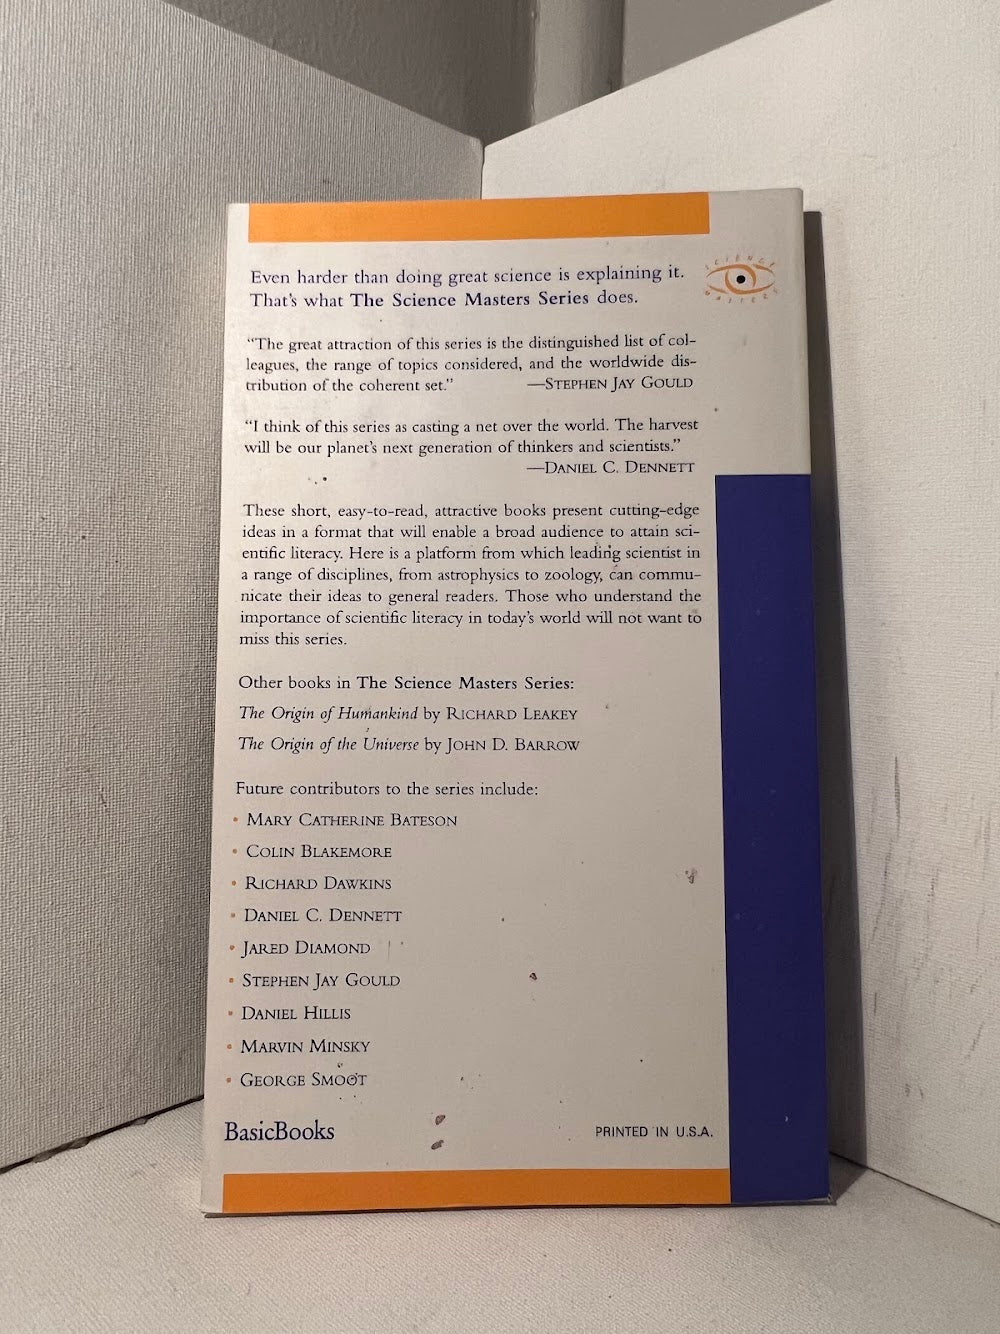 Even harder than doing great science is explaining it.
That's what The Science Masters Series does.
SCIENCE
MASTERS
“The great attraction of this series is the distinguished list of col-
leagues, the range of topics considered, and the worldwide dis-
tribution of the coherent set.” —STEPHEN JAY GOULD
“I think of this series as casting a net over the world. The harvest
will be our planet's next generation of thinkers and scientists.”
—DANIEL C. DENNETT
These short, easy-to-read, attractive books present cutting-edge
ideas in a format that will enable a broad audience to attain sci-
entific literacy. Here is a platform from which leading scientist in
a range of disciplines, from astrophysics to zoology, can commu-
nicate their ideas to general readers. Those who understand the
importance of scientific literacy in today's world will not want to
miss this series.
Other books in The Science Masters Series:
The Origin of Humankind by RICHARD LEAKEY
The Origin of the Universe by JOHN D. BARROW
Future contributors to the series include:
• MARY CATHERINE BATESON
• COLIN BLAKEMORE
• RICHARD DAWKINS
• DANIEL C. DENNETT
• JARED DIAMOND
• STEPHEN JAY GOULD
• DANIEL HILLIS
• MARVIN MINSKY
• GEORGE SMOOT
BasicBooks PRINTED IN U.S.A.